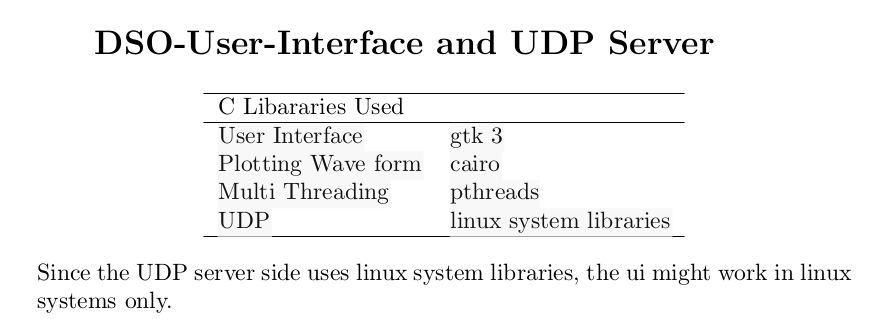 DSO-User-Interface and UDP Server
C Libararies Used
User Interface gtk 3
Plotting Wave form cairo
Multi Threading pthreads
UDP linux system libraries
Since the UDP server side uses linux system libraries, the ui might work in linux
systems only.